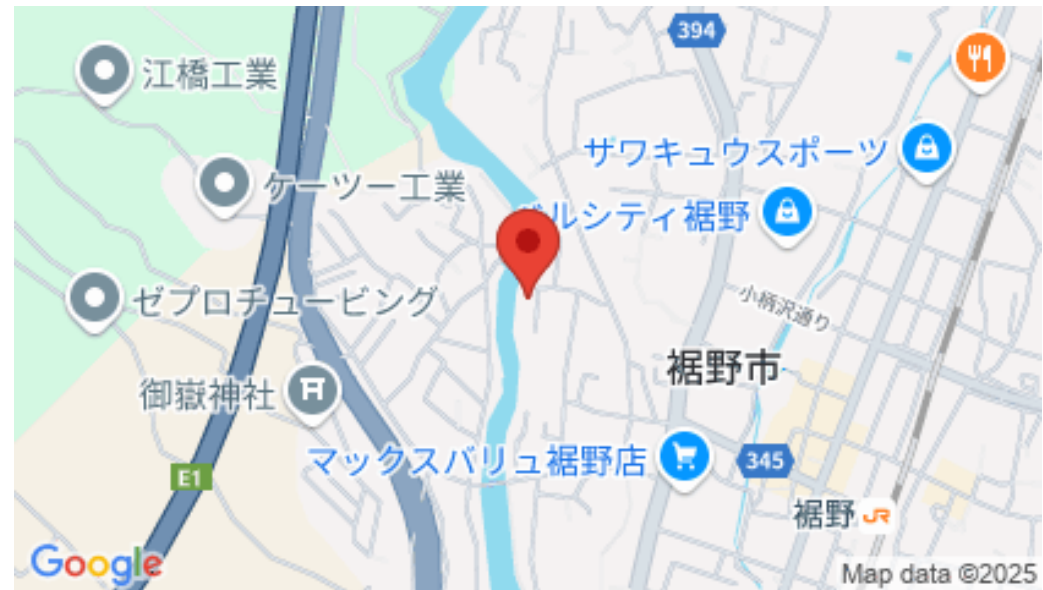 394
江橋工業
サワキュウスポーツ
ケーツー工業
ベルシティ裾野
ゼプロチュービング
小柄沢通り
裾野市
御嶽神社
マックスバリュ裾野店
345
E1
裾野 JR
Google
Map data ©2025